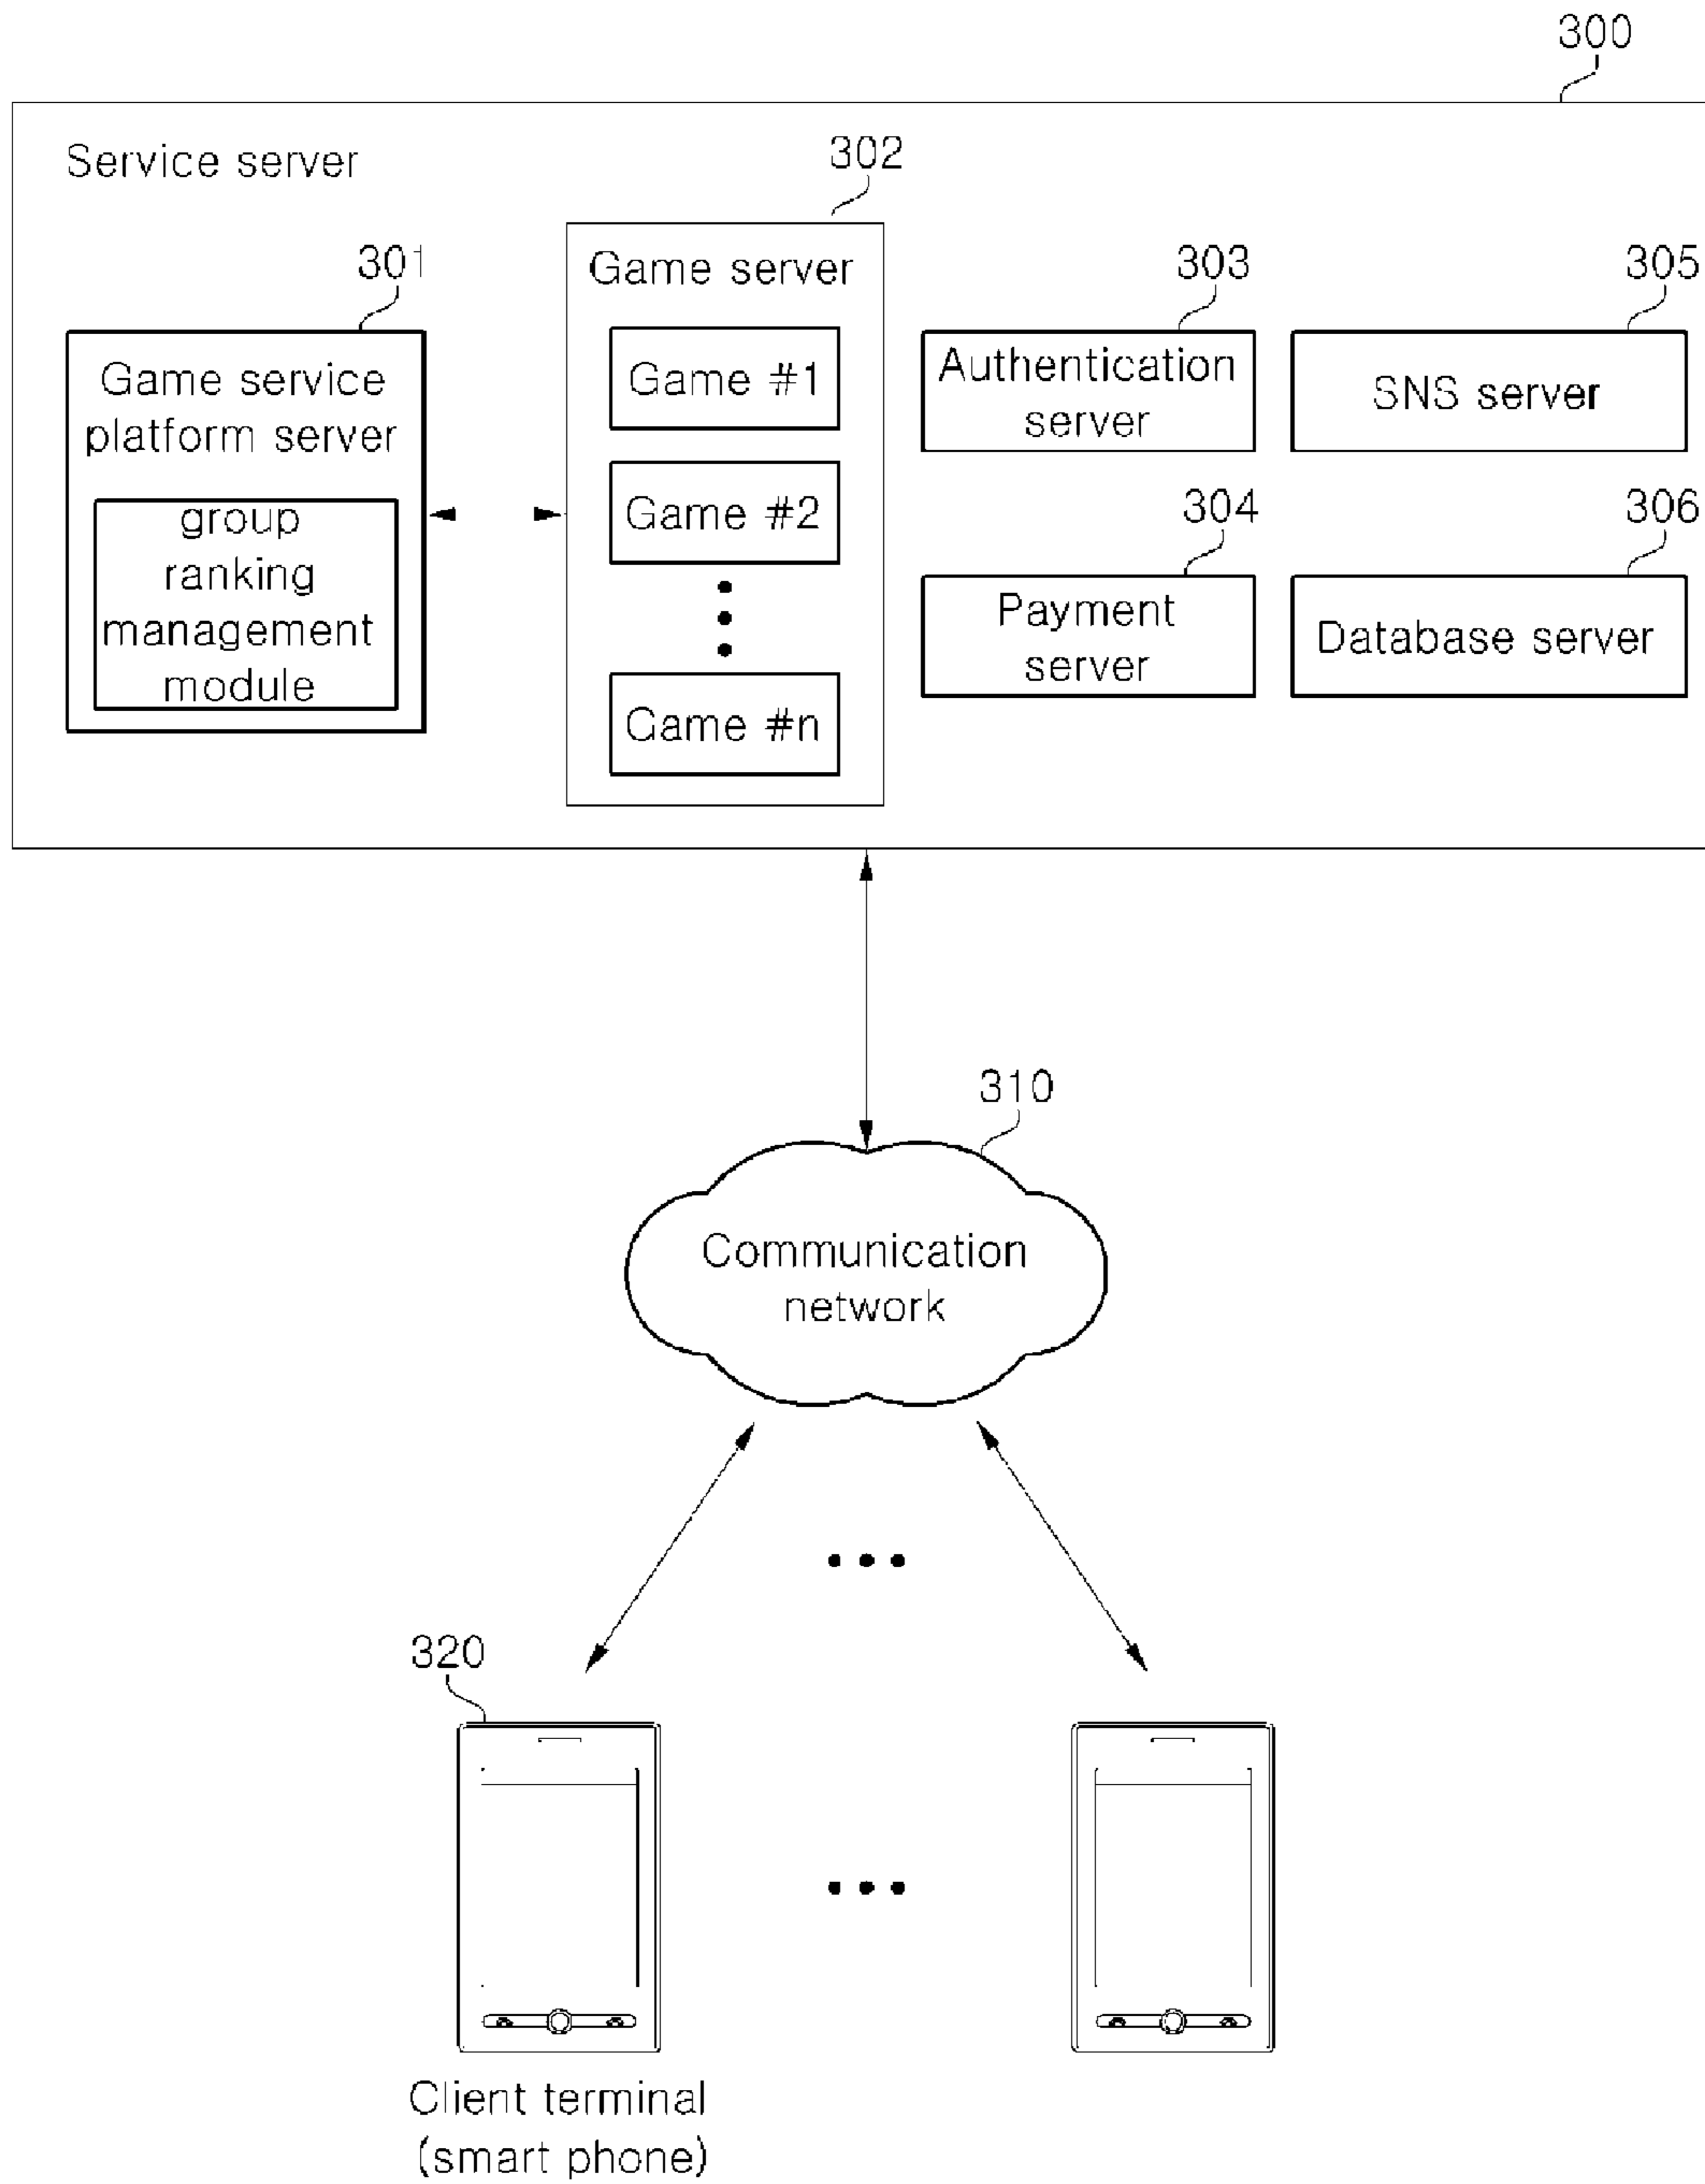 300
Service server
302
301
Game server
303
305
Game service
platform server
Game #1
Authentication
server
SNS server
group
ranking
management
module
Game #2
304
306
Payment
server
Database server
Game #n
310
Communication
network
320
Client terminal
(smart phone)